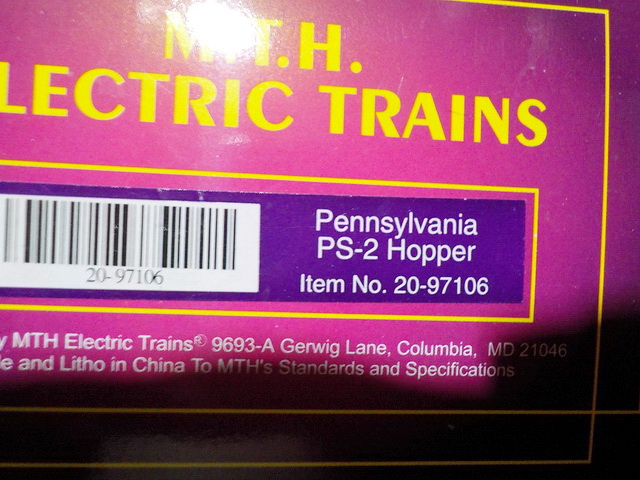 M.T.H.
LECTRIC TRAINS
Pennsylvania
PS-2 Hopper
20-97106
Item No. 20-97106
y MTH Electric Trains® 9693-A Gerwig Lane, Columbia, MD 21046
le and Litho in China To MTH's Standards and Specifications